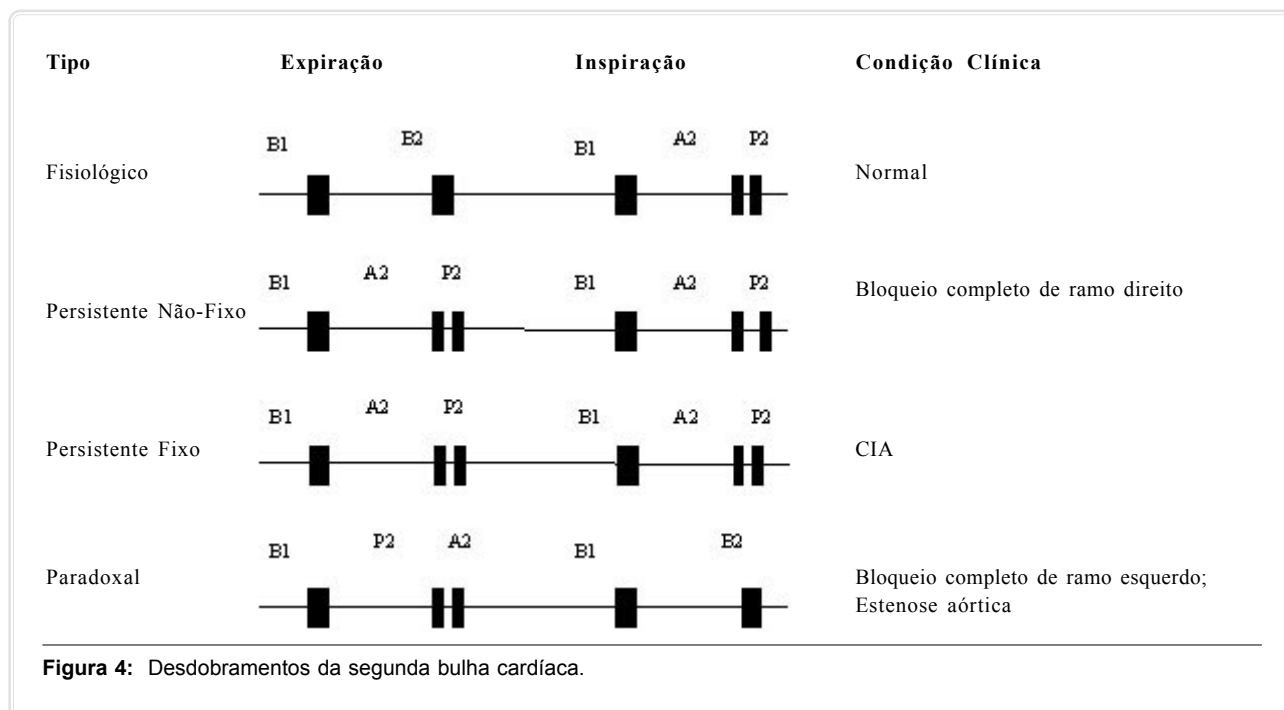 Tipo Expiração Inspiração Condição Clínica
B1 B2 B1 A2 P2
Fisiológico Normal
B1 A2 P2 B1 A2 P2
Persistente Não-Fixo Bloqueio completo de ramo direito
B1 A2 P2 B1 A2 P2
Persistente Fixo CIA
B1 P2 A2 B1 B2
Paradoxal Bloqueio completo de ramo esquerdo;
Estenose aórtica
Figura 4: Desdobramentos da segunda bulha cardíaca.